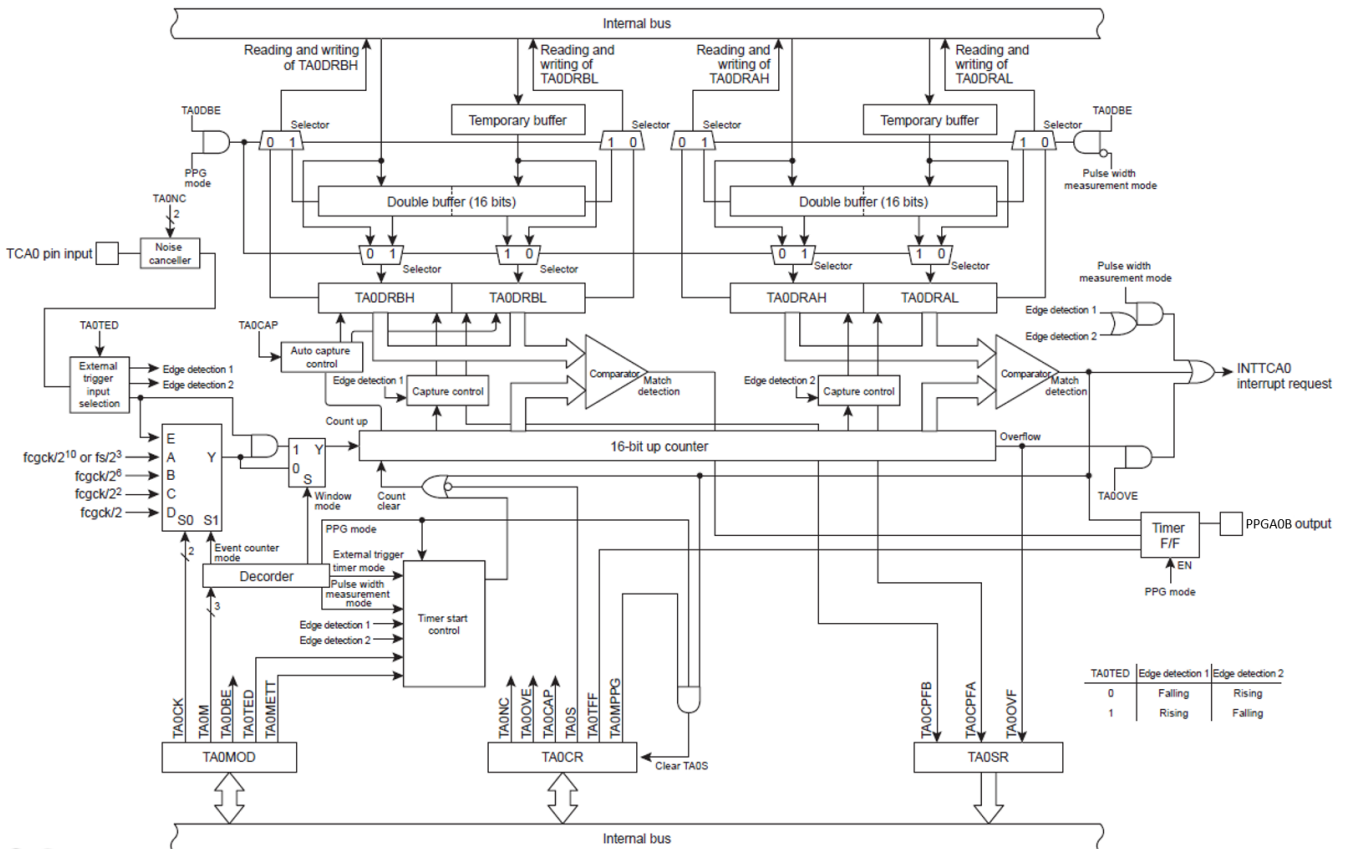 Internal bus
Reading and writing
of TA0DRBH
Reading and
writing of
TA0DRBL
Reading and
writing of
TA0DRAH
Reading and
writing of
TA0DRAL
TA0DBE
Selector
0 1
PPG
mode
Temporary buffer
Selector
1 0
Selector
0 1
Temporary buffer
Selector
1 0
TA0DBE
Pulse width
measurement mode
Double buffer (16 bits)
Double buffer (16 bits)
TA0NC
2
TCA0 pin input
Noise
canceller
0 1
Selector
1 0
Selector
0 1
Selector
1 0
Selector
TA0DRBH
TA0DRBL
TA0DRAH
TA0DRAL
Pulse width
measurement mode
Edge detection 1
Edge detection 2
TA0TED
External
trigger
input
selection
Edge detection 1
Edge detection 2
TA0CAP
Auto capture
control
Edge detection 1
Capture control
Comparator
Match
detection
Edge detection 2
Capture control
Comparator
Match
detection
INTTCA0
interrupt request
Count up
16-bit up counter
Overflow
TA0OVE
fcgck/2¹⁰ or fs/2³
fcgck/2⁶
fcgck/2²
fcgck/2
E
A
B
C
D
Y
S0 S1
1 Y
0
S
Window
mode
Count
clear
PPG mode
Event counter
mode
2
Decorder
3
External trigger
timer mode
Pulse width
measurement
mode
Edge detection 1
Edge detection 2
Timer start
control
Timer
F/F
EN
PPG mode
PPGA0B output
TA0CK
TA0M
TA0DBE
TA0TED
TA0METT
TA0MOD
TA0NC
TA0OVE
TA0CAP
TA0S
TA0TFF
TA0MPPG
TA0CR
Clear TA0S
TA0CPFB
TA0CPFA
TA0OVF
TA0SR
TA0TED Edge detection 1 Edge detection 2
0 Falling Rising
1 Rising Falling
Internal bus